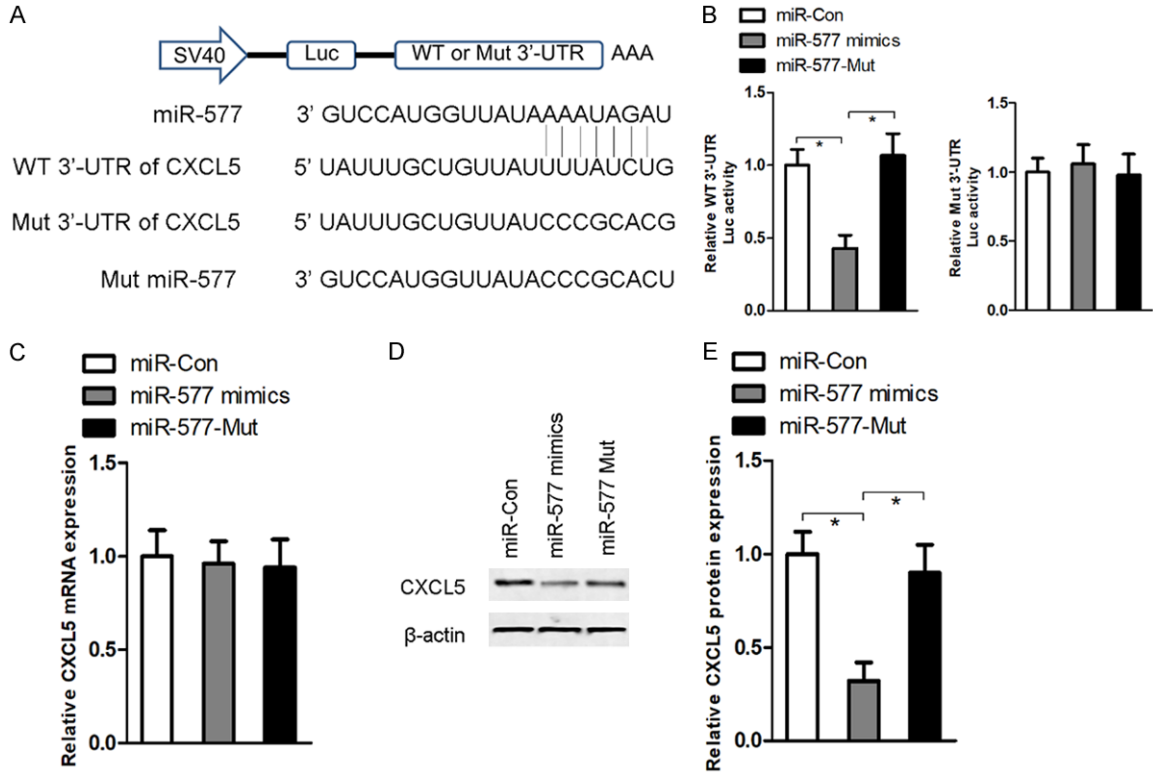 A
SV40 Luc WT or Mut 3'-UTR AAA
miR-577 3' GUCCAUGGUUAUAAAAUAGAU
WT 3'-UTR of CXCL5 5' UAUUUGCUGUUAUUUUAUCUG
Mut 3'-UTR of CXCL5 5' UAUUUGCUGUUAUCCCGCACG
Mut miR-577 3' GUCCAUGGUUAUACCCGCACU
B
miR-Con
miR-577 mimics
miR-577-Mut
Relative WT 3'-UTR
Luc activity
1.5
1.0
0.5
0.0
*
*
Relative Mut 3'-UTR
Luc activity
1.5
1.0
0.5
0.0
C
miR-Con
miR-577 mimics
miR-577-Mut
Relative CXCL5 mRNA expression
1.5
1.0
0.5
0.0
D
miR-Con
miR-577 mimics
miR-577 Mut
CXCL5
β-actin
E
miR-Con
miR-577 mimics
miR-577-Mut
Relative CXCL5 protein expression
1.5
1.0
0.5
0.0
*
*